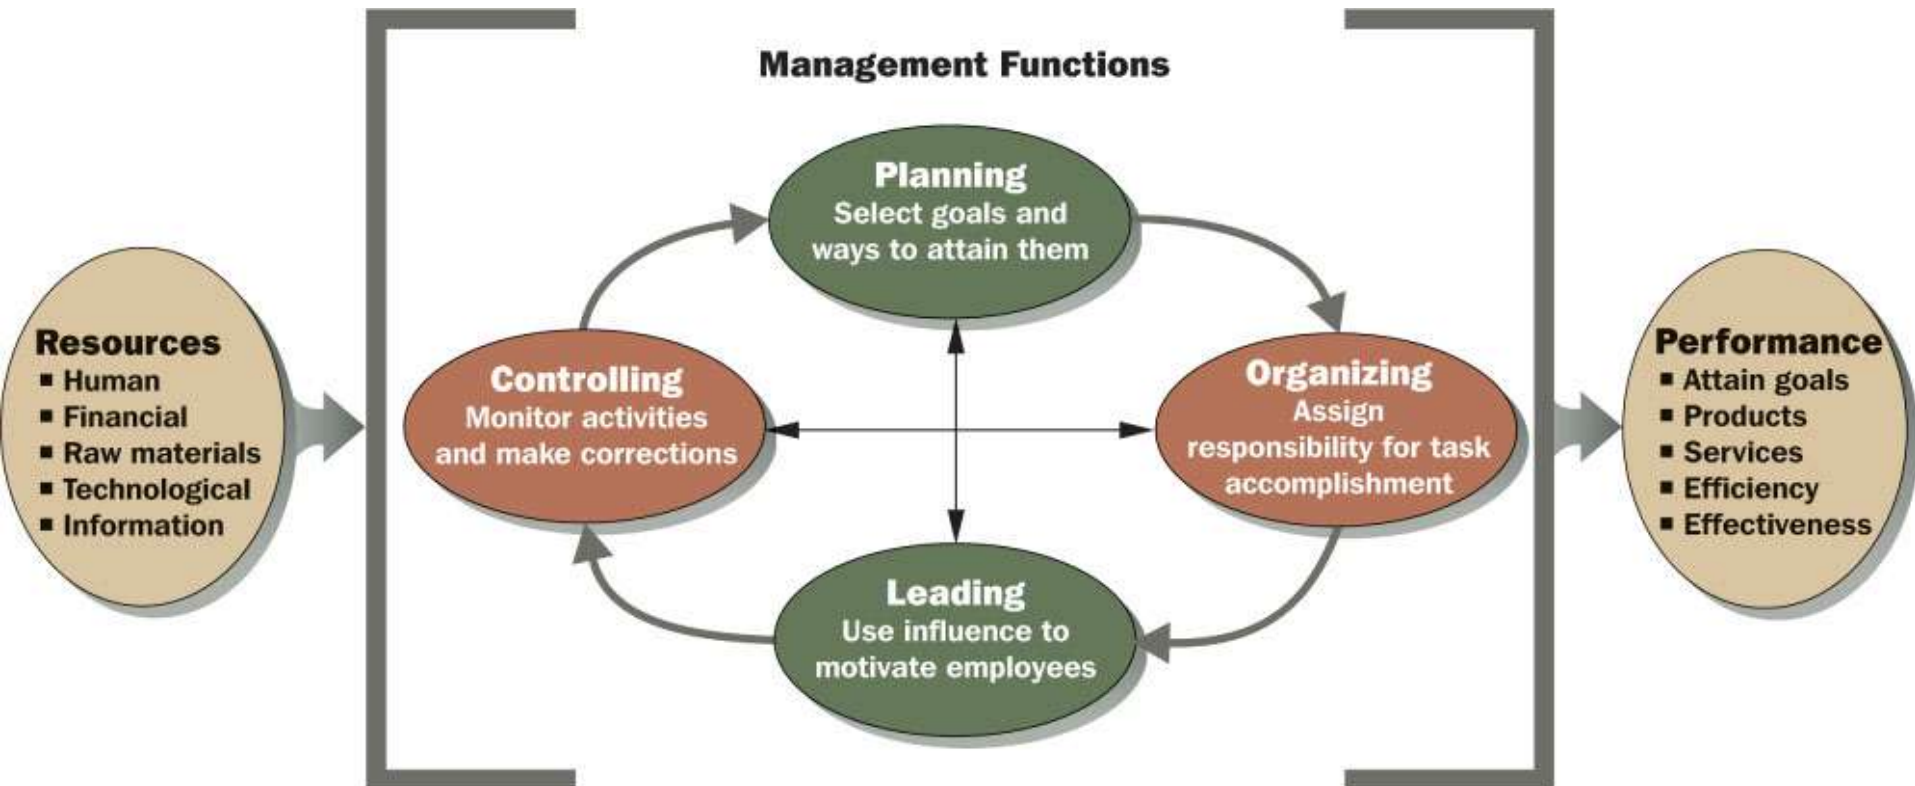 Management Functions
Planning
Select goals and
ways to attain them
Resources
▪ Human
▪ Financial
▪ Raw materials
▪ Technological
▪ Information
Controlling
Monitor activities
and make corrections
Organizing
Assign
responsibility for task
accomplishment
Leading
Use influence to
motivate employees
Performance
▪ Attain goals
▪ Products
▪ Services
▪ Efficiency
▪ Effectiveness